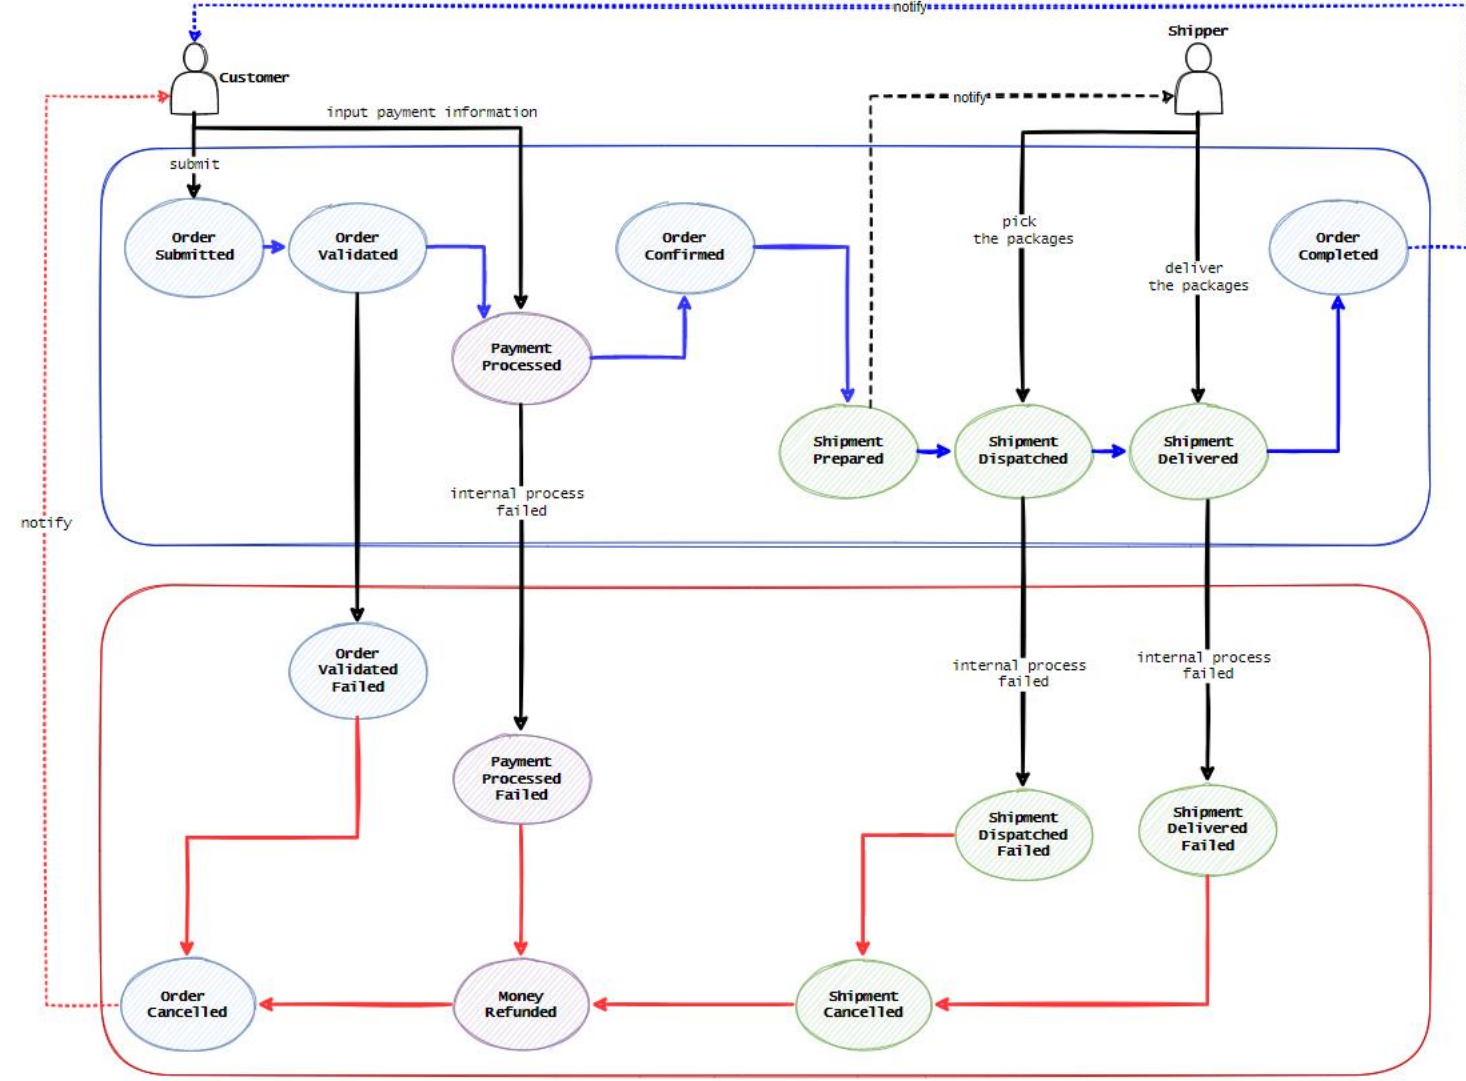 notify
Shipper
Customer
input payment information
notify
submit
Order
Submitted
Order
Validated
Order
Confirmed
pick
the packages
deliver
the packages
Order
Completed
Payment
Processed
Shipment
Prepared
Shipment
Dispatched
Shipment
Delivered
internal process
failed
notify
Order
Validated
Failed
internal process
failed
internal process
failed
Payment
Processed
Failed
Shipment
Dispatched
Failed
Shipment
Delivered
Failed
Order
Cancelled
Money
Refunded
Shipment
Cancelled